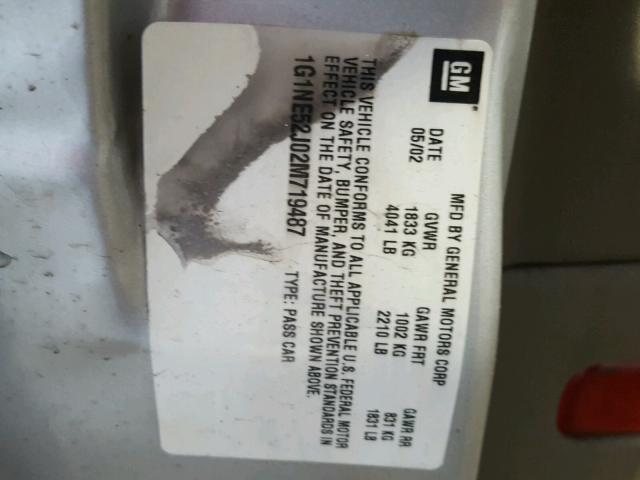 GM
MFD BY GENERAL MOTORS CORP
DATE GVWR GAWR FRT GAWR RR
05/02 1833 KG 1002 KG 831 KG
4041 LB 2210 LB 1831 LB
THIS VEHICLE CONFORMS TO ALL APPLICABLE U.S. FEDERAL MOTOR
VEHICLE SAFETY, BUMPER, AND THEFT PREVENTION STANDARDS IN
EFFECT ON THE DATE OF MANUFACTURE SHOWN ABOVE.
1G1NE52J02M719487 TYPE: PASS CAR